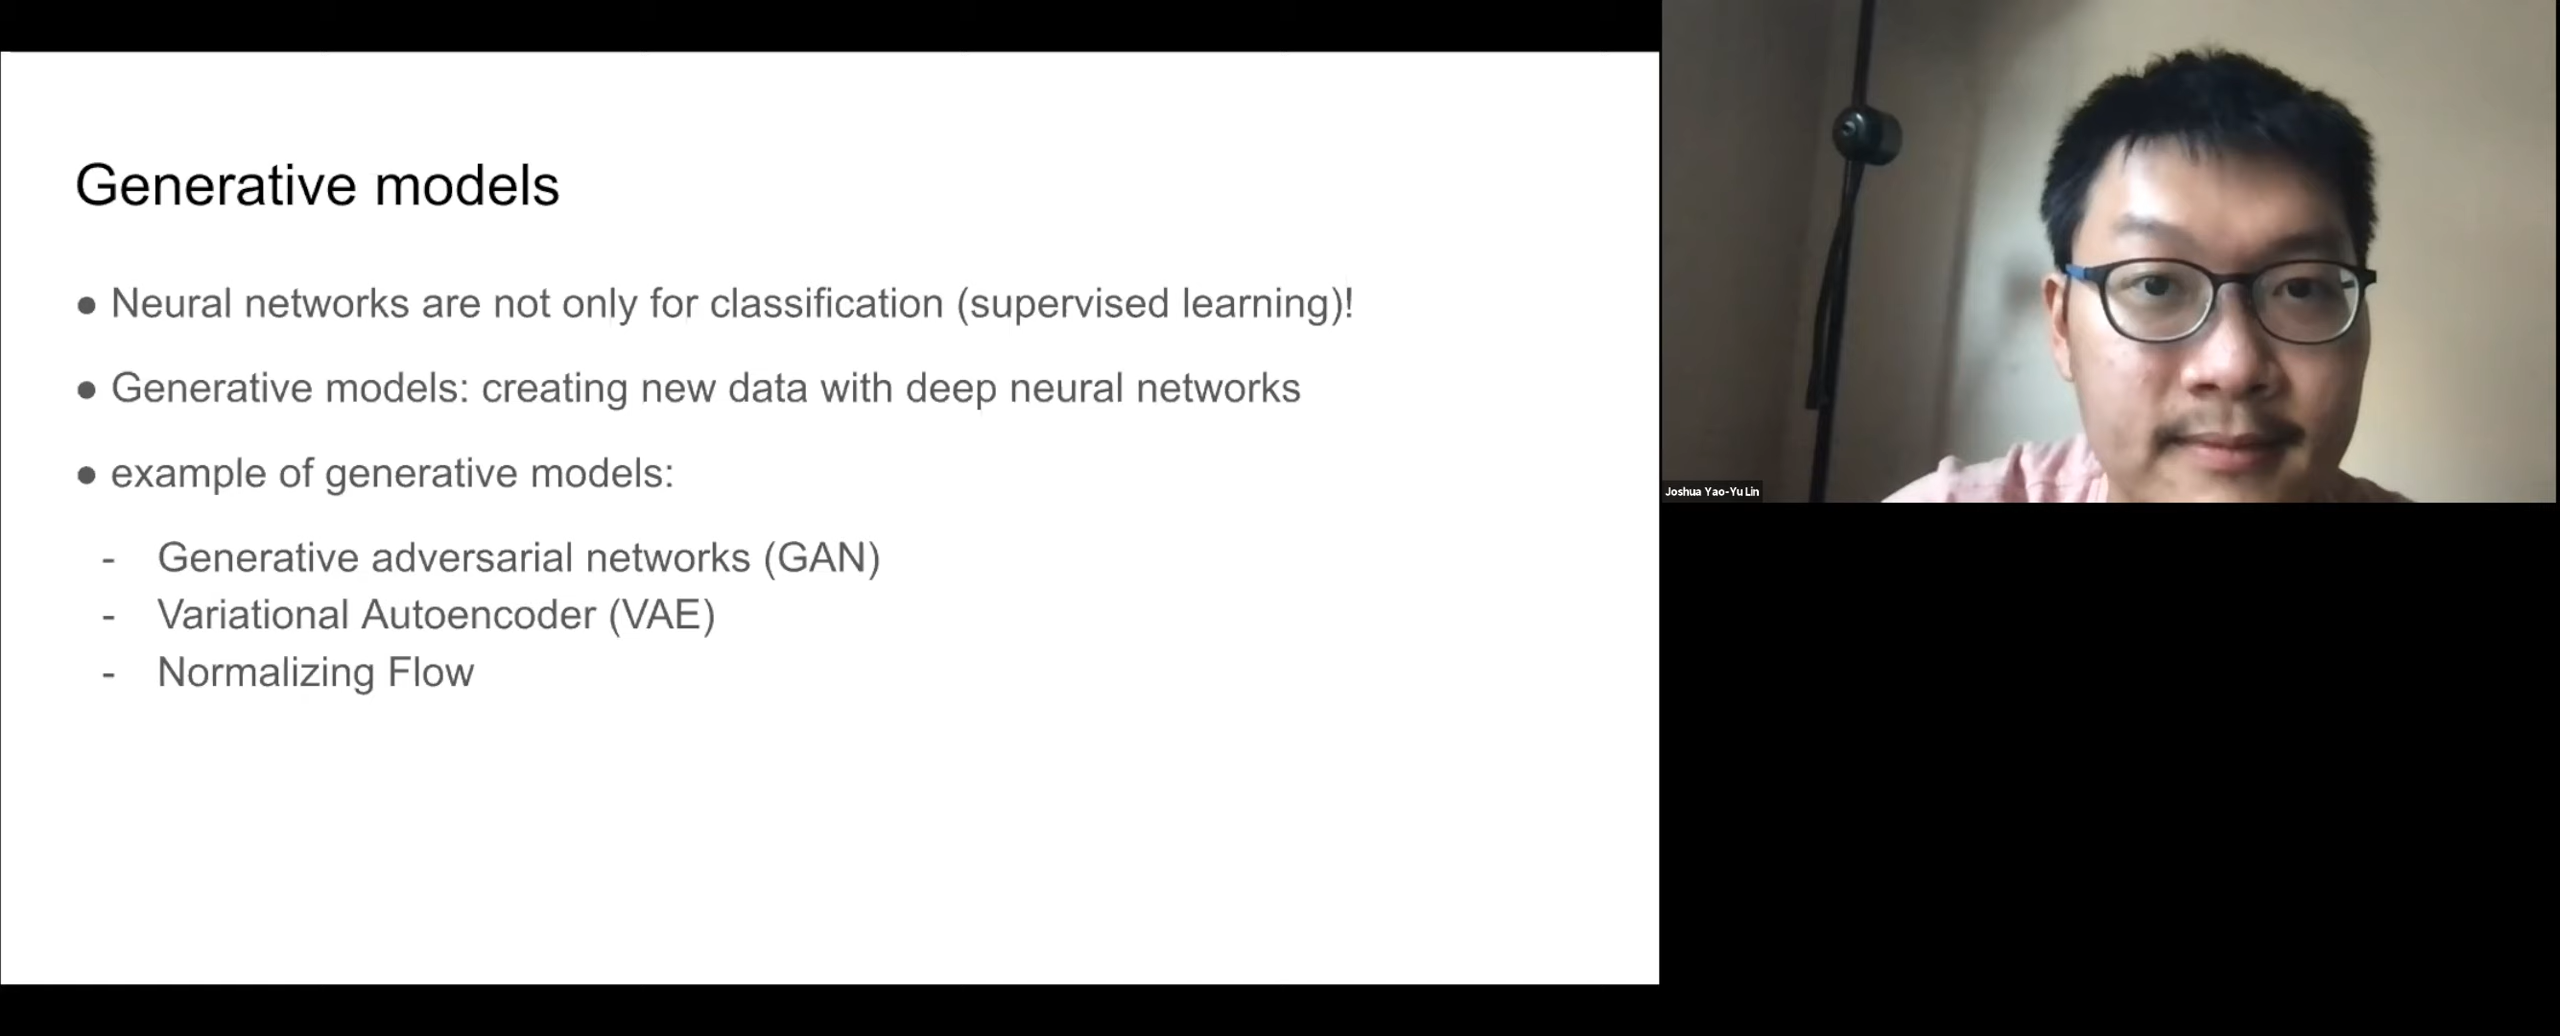 Generative models
● Neural networks are not only for classification (supervised learning)!
● Generative models: creating new data with deep neural networks
● example of generative models:
- Generative adversarial networks (GAN)
- Variational Autoencoder (VAE)
- Normalizing Flow
Joshua Yao-Yu Lin